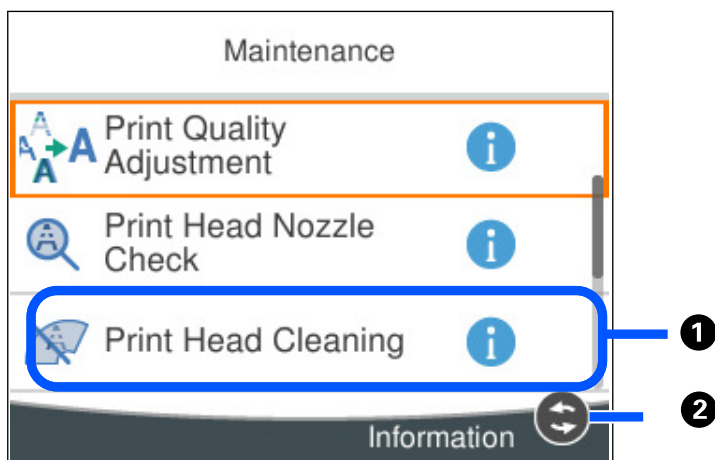 Maintenance
Print Quality
Adjustment
i
Print Head Nozzle
Check
i
Print Head Cleaning
i
1
2
Information